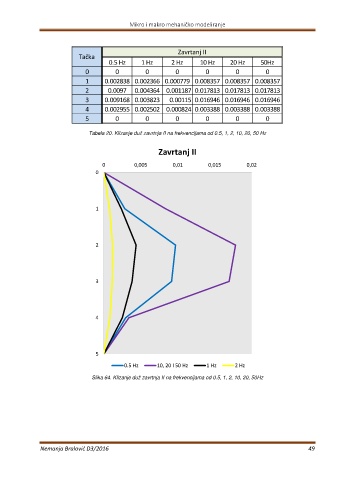 Mikro i makro mehaničko modeliranje
Tačka Zavrtanj II
0.5 Hz 1 Hz 2 Hz 10 Hz 20 Hz 50Hz
0 0 0 0 0 0 0
1 0.002838 0.002366 0.000779 0.008357 0.008357 0.008357
2 0.0097 0.004364 0.001187 0.017813 0.017813 0.017813
3 0.009168 0.003823 0.00115 0.016946 0.016946 0.016946
4 0.002955 0.002502 0.000824 0.003388 0.003388 0.003388
5 0 0 0 0 0 0
Tabela 20. Klizanje duž zavrtnja II na frekvencijama od 0.5, 1, 2, 10, 20, 50 Hz
Zavrtanj II
0 0,005 0,01 0,015 0,02
0
1
2
3
4
5
0.5 Hz 10, 20 I 50 Hz 1 Hz 2 Hz
Slika 64. Klizanje duž zavrtnja II na frekvencijama od 0.5, 1, 2, 10, 20, 50Hz
Nemanja Bralović D3/2016 49